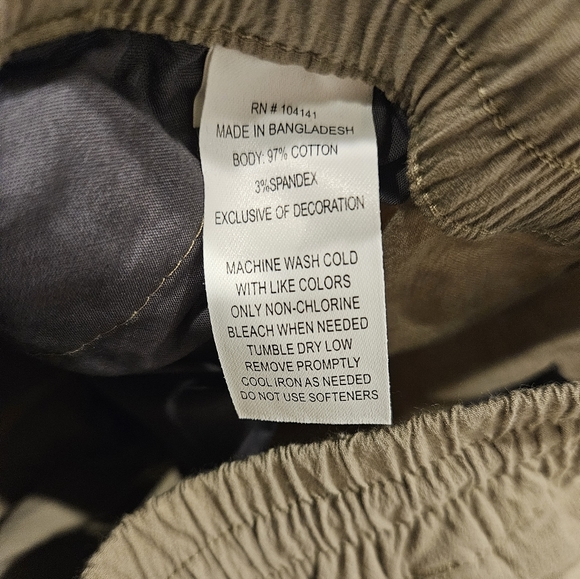 RN # 104141
MADE IN BANGLADESH
BODY: 97% COTTON
3%SPANDEX
EXCLUSIVE OF DECORATION
MACHINE WASH COLD
WITH LIKE COLORS
ONLY NON-CHLORINE
BLEACH WHEN NEEDED
TUMBLE DRY LOW
REMOVE PROMPTLY
COOL IRON AS NEEDED
DO NOT USE SOFTENERS